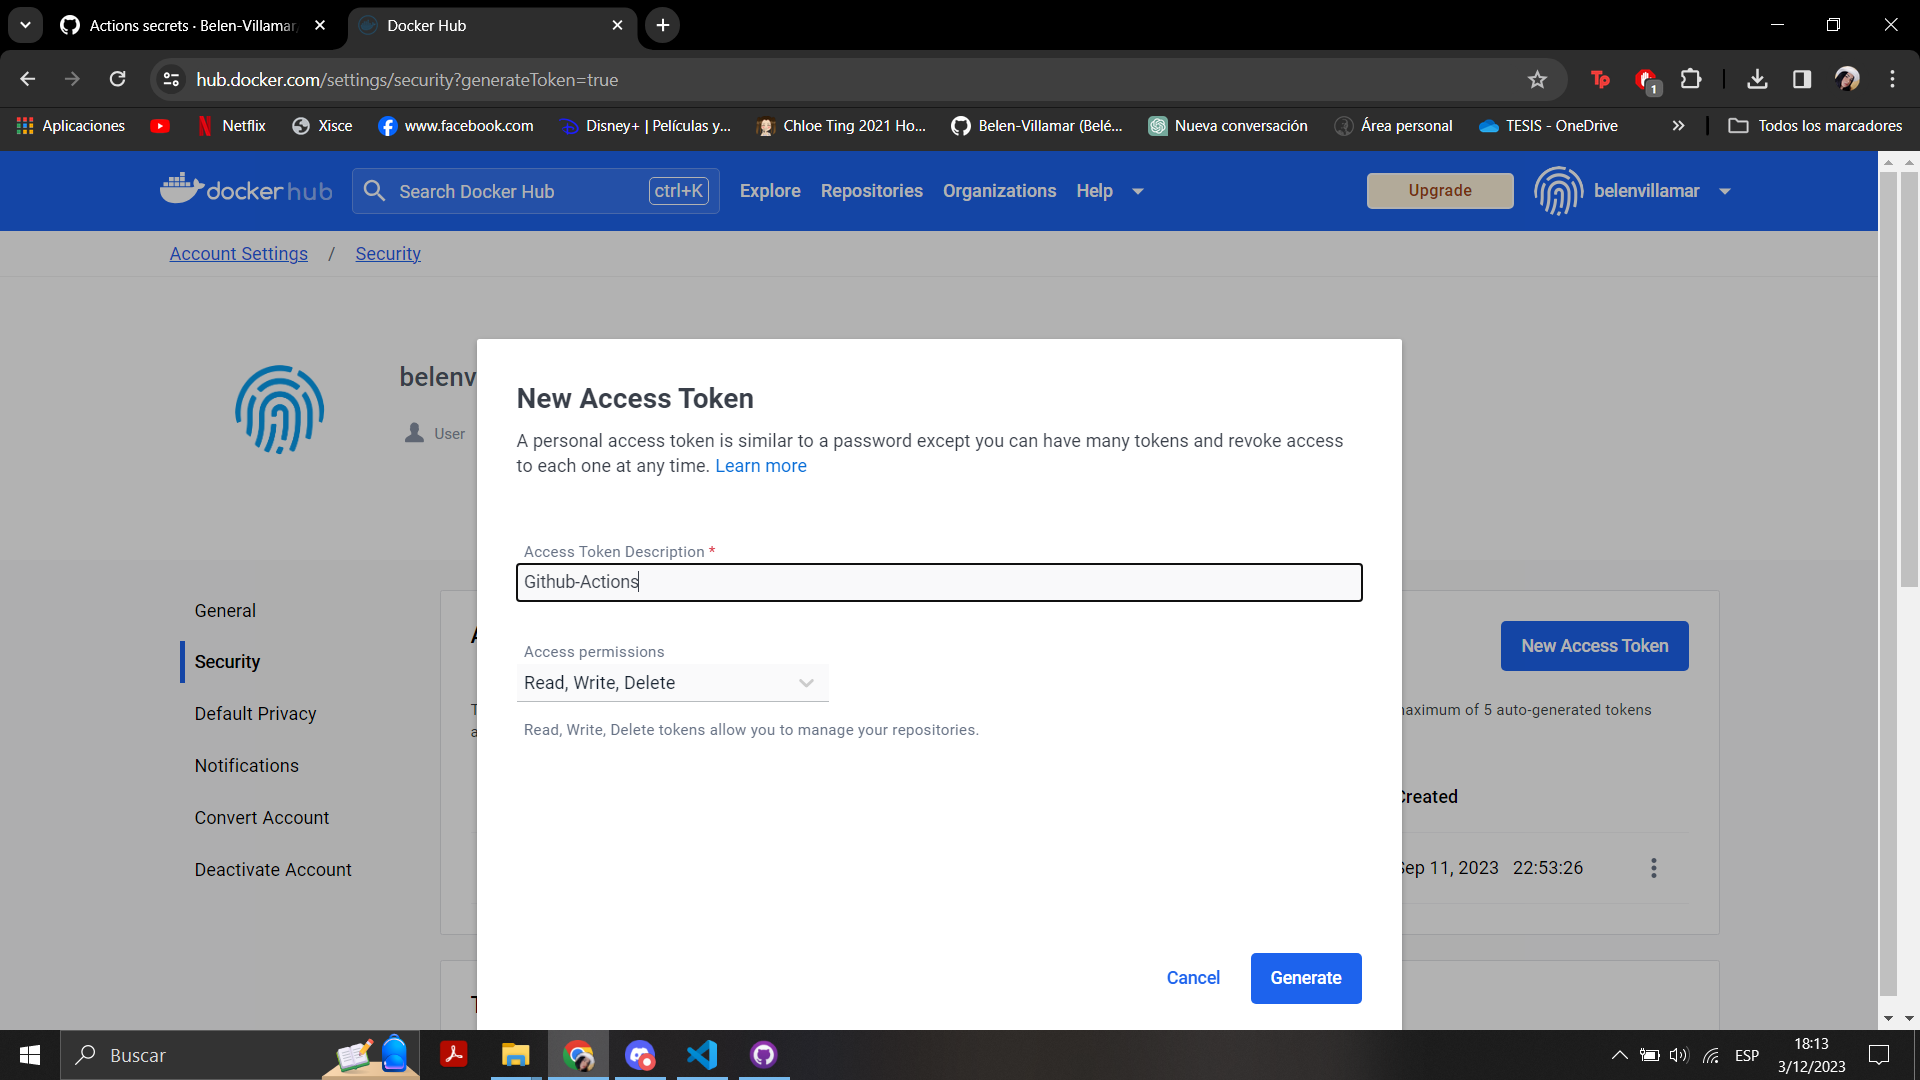 Actions secrets · Belen-Villamar
Docker Hub
hub.docker.com/settings/security?generateToken=true
1
Aplicaciones
Netflix
Xisce
www.facebook.com
Disney+ | Películas y...
Chloe Ting 2021 Ho...
Belen-Villamar (Belé...
Nueva conversación
Área personal
TESIS - OneDrive
Todos los marcadores
docker hub
Search Docker Hub
ctrl+K
Explore
Repositories
Organizations
Help
Upgrade
belenvillamar
Account Settings / Security
belenv
User
New Access Token
A personal access token is similar to a password except you can have many tokens and revoke access
to each one at any time. Learn more
Access Token Description *
Github-Actions
Access permissions
Read, Write, Delete
Read, Write, Delete tokens allow you to manage your repositories.
Cancel
Generate
General
Security
Default Privacy
Notifications
Convert Account
Deactivate Account
New Access Token
maximum of 5 auto-generated tokens
Created
Sep 11, 2023 22:53:26
Buscar
ESP
18:13
3/12/2023